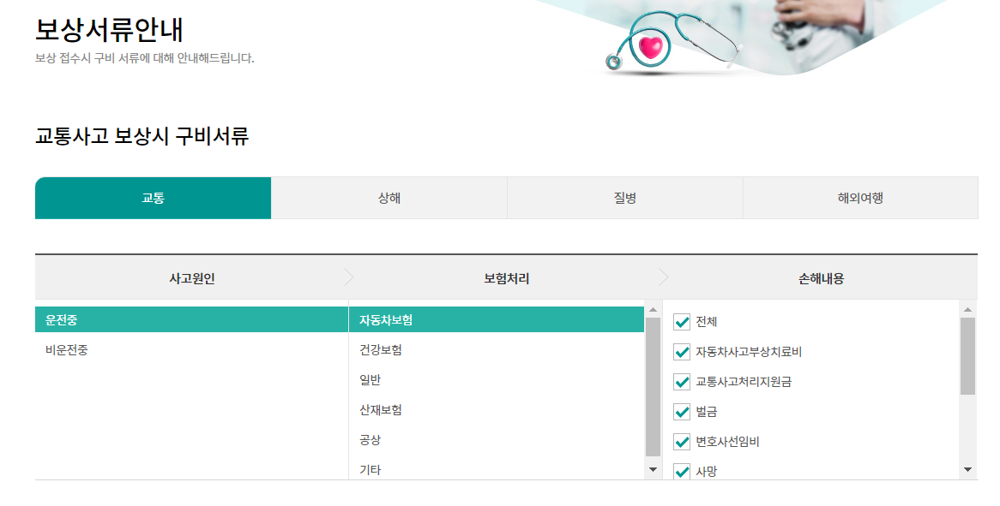 보상서류안내
보상 접수시 구비 서류에 대해 안내해드립니다.
교통사고 보상시 구비서류
교통 상해 질병 해외여행
사고원인 보험처리 손해내용
운전중 자동차보험 전체
비운전중 건강보험 자동차사고부상치료비
일반 교통사고처리지원금
산재보험 벌금
공상 변호사선임비
기타 사망